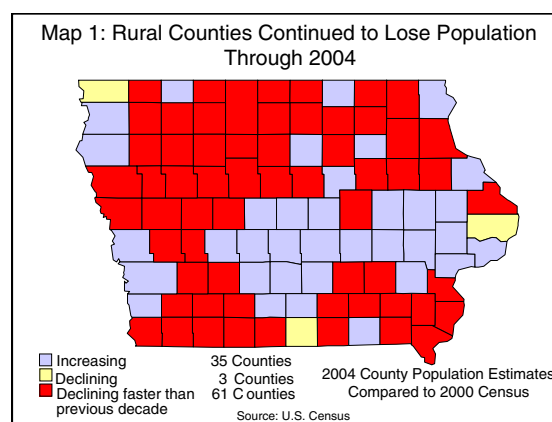 Map 1: Rural Counties Continued to Lose Population
Through 2004
Increasing 35 Counties
Declining 3 Counties
Declining faster than 61 C ounties
previous decade
2004 County Population Estimates
Compared to 2000 Census
Source: U.S. Census